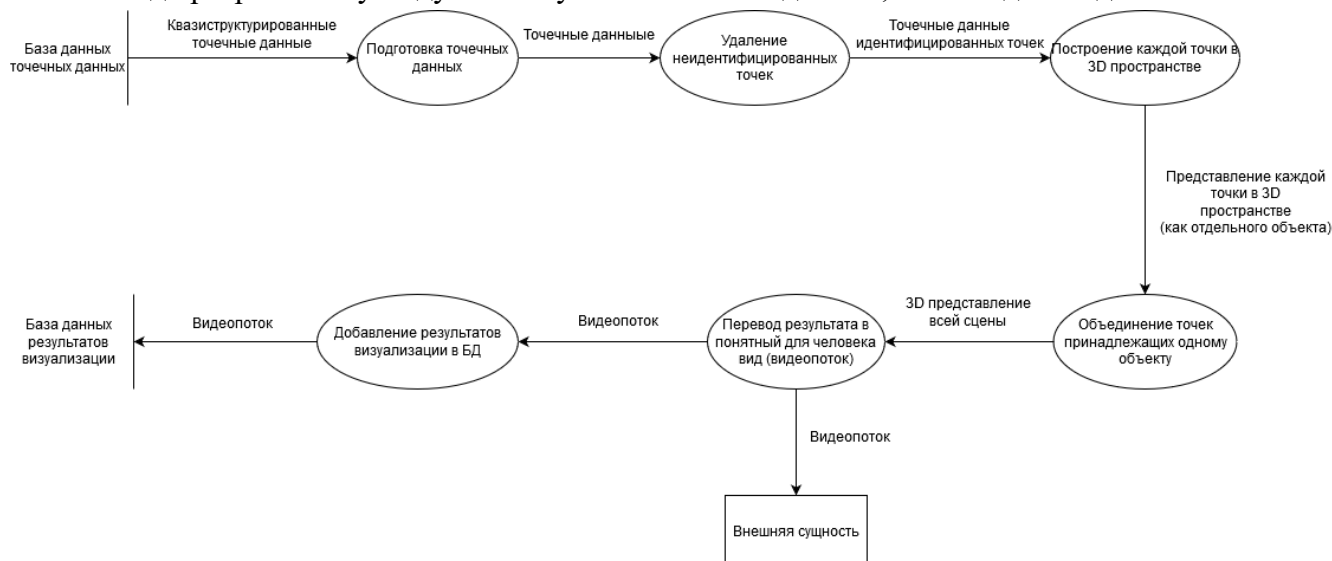 База данных
точечных данных
Квазиструктурированные
точечные данные
Подготовка точечных
данных
Точечные данныые
Удаление
неидентифицированных
точек
Точечные данные
идентифицированных точек
Построение каждой точки в
3D пространстве
Представление каждой
точки в 3D
пространстве
(как отдельного объекта)
База данных
результатов
визуализации
Видеопоток
Добавление результатов
визуализации в БД
Видеопоток
Перевод результата в
понятный для человека
вид (видеопоток)
3D представление
всей сцены
Объединение точек
принадлежащих одному
объекту
Видеопоток
Внешняя сущность